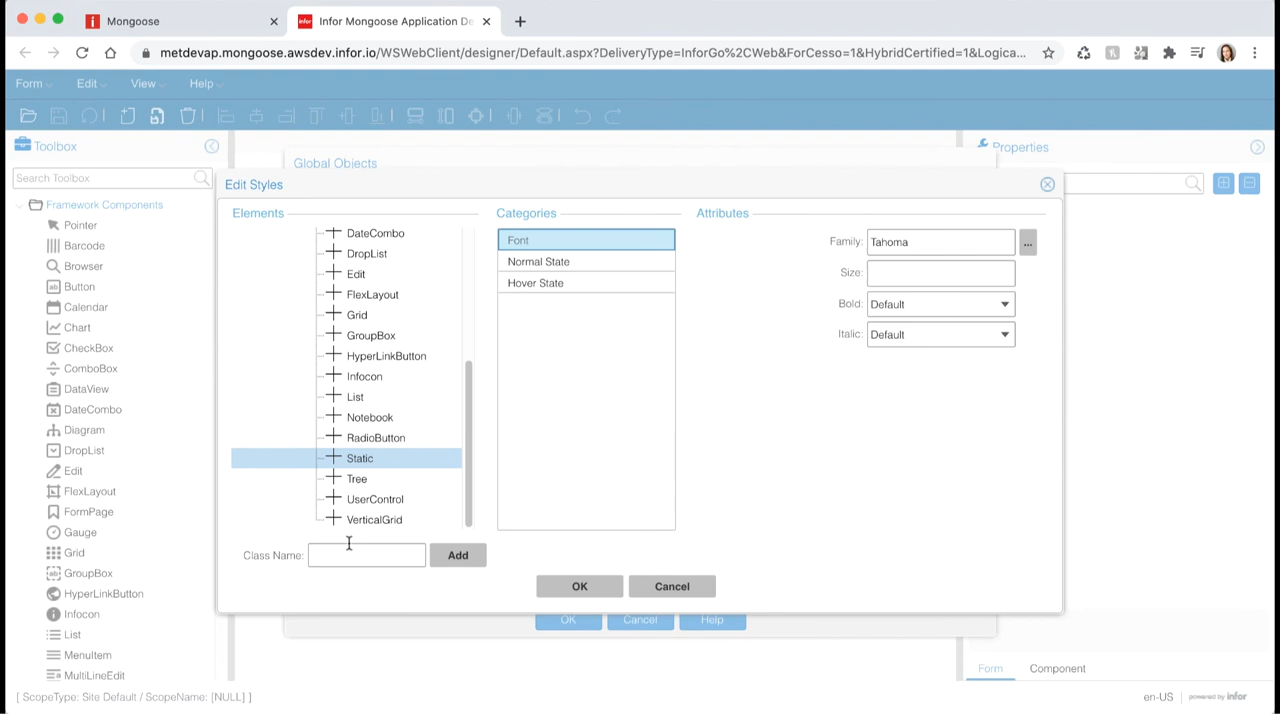 Mongoose
infor
Infor Mongoose Application De
metdevap.mongoose.awsdev.infor.io/WSWebClient/designer/Default.aspx?DeliveryType=InforGo%2CWeb&ForCesso=1&HybridCertified=1&Logica...
Form Edit View Help
Toolbox
Search Toolbox
Framework Components
Pointer
Barcode
Browser
Button
Calendar
Chart
CheckBox
ComboBox
DataView
DateCombo
Diagram
DropList
Edit
FlexLayout
FormPage
Gauge
Grid
GroupBox
HyperLinkButton
Infocon
List
MenuItem
MultiLineEdit
Global Objects
Properties
Edit Styles
Elements
DateCombo
DropList
Edit
FlexLayout
Grid
GroupBox
HyperLinkButton
Infocon
List
Notebook
RadioButton
Static
Tree
UserControl
VerticalGrid
Class Name:
Add
Categories
Font
Normal State
Hover State
Attributes
Family: Tahoma ...
Size:
Bold: Default
Italic: Default
OK Cancel
OK Cancel Help
Form Component
[ ScopeType: Site Default / ScopeName: [NULL] ]
en-US powered by infor